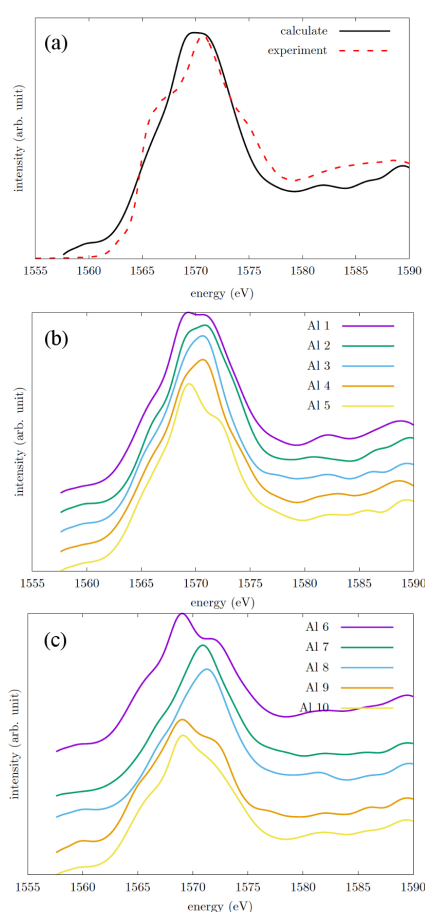 (a)
calculate
experiment
intensity (arb. unit)
1555 1560 1565 1570 1575 1580 1585 1590
energy (eV)
(b)
Al 1
Al 2
Al 3
Al 4
Al 5
intensity (arb. unit)
1555 1560 1565 1570 1575 1580 1585 1590
energy (eV)
(c)
Al 6
Al 7
Al 8
Al 9
Al 10
intensity (arb. unit)
1555 1560 1565 1570 1575 1580 1585 1590
energy (eV)